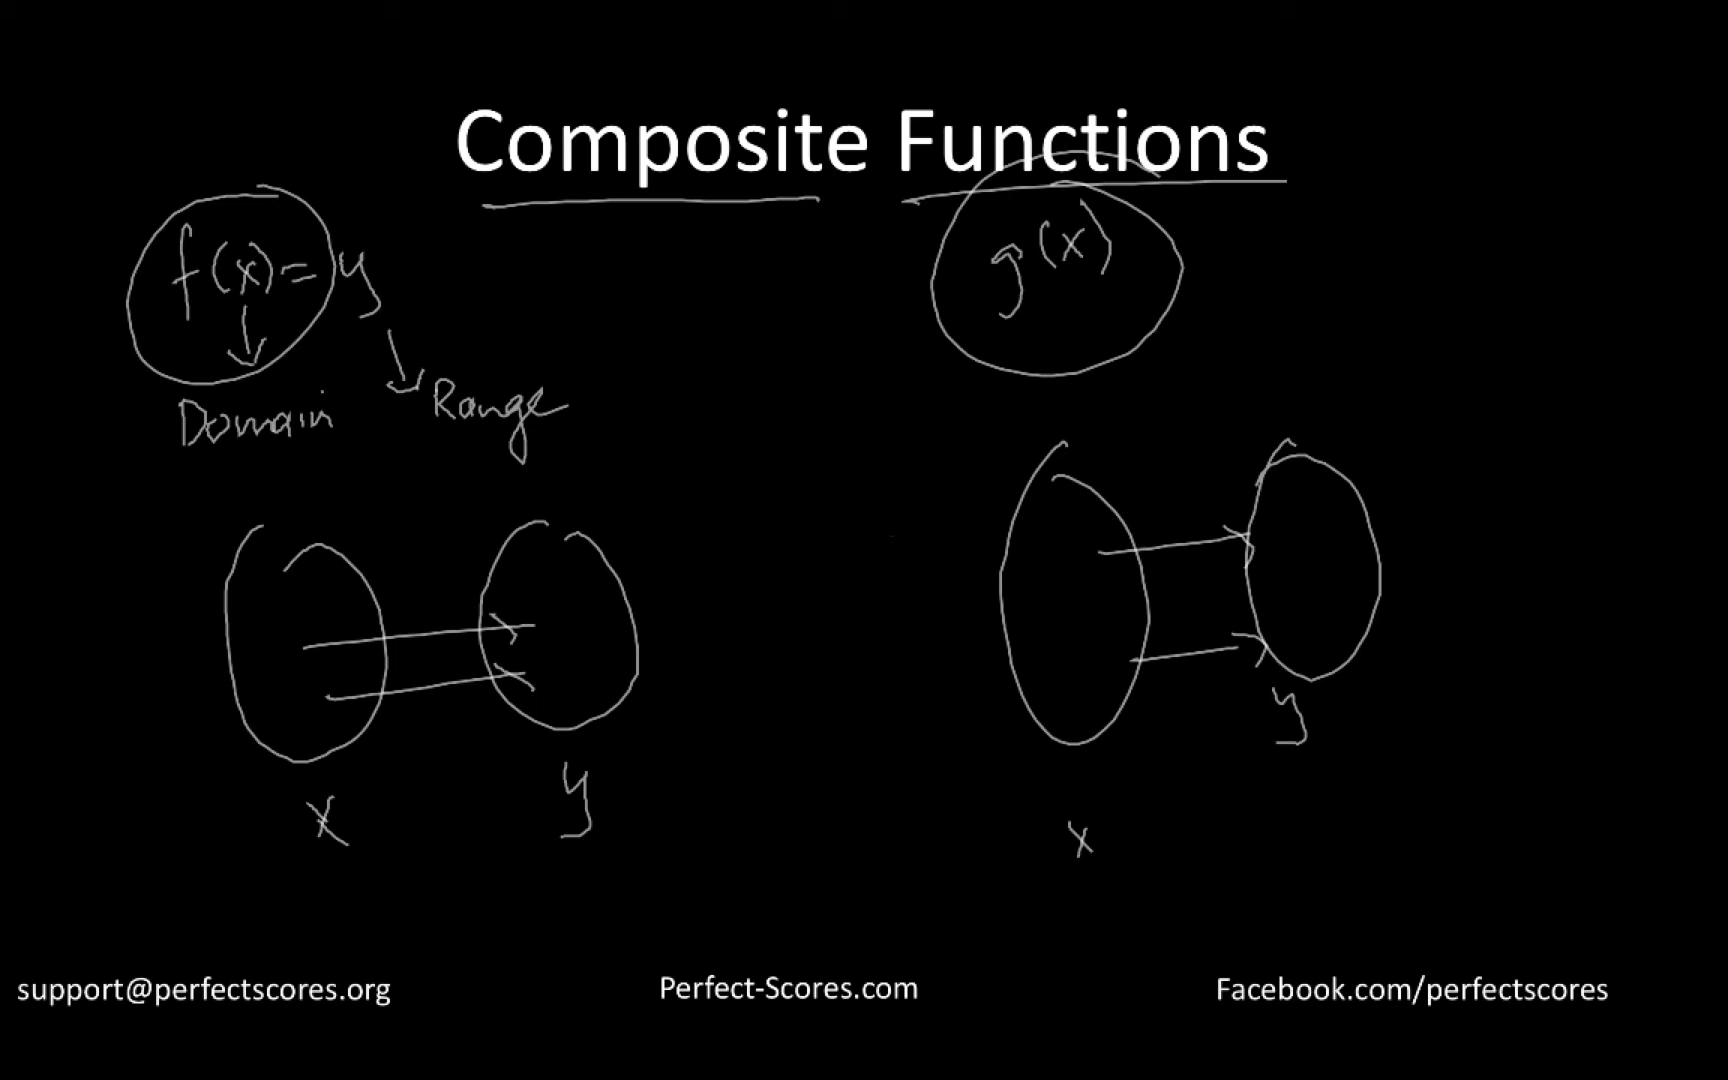 Composite Functions
f(x)= y
g(x)
Domain
Range
x
y
x
y
support@perfectscores.org
Perfect-Scores.com
Facebook.com/perfectscores